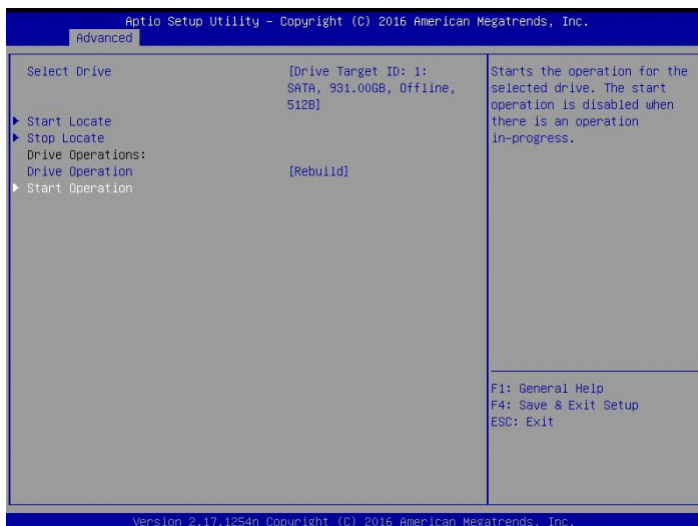 Aptio Setup Utility – Copyright (C) 2016 American Megatrends, Inc.
Advanced
Select Drive [Drive Target ID: 1:
SATA, 931.00GB, Offline,
512B]
Start Locate
Stop Locate
Drive Operations:
Drive Operation [Rebuild]
Start Operation
Starts the operation for the
selected drive. The start
operation is disabled when
there is an operation
in-progress.
F1: General Help
F4: Save & Exit Setup
ESC: Exit
Version 2.17.1254n Copyright (C) 2016 American Megatrends, Inc.